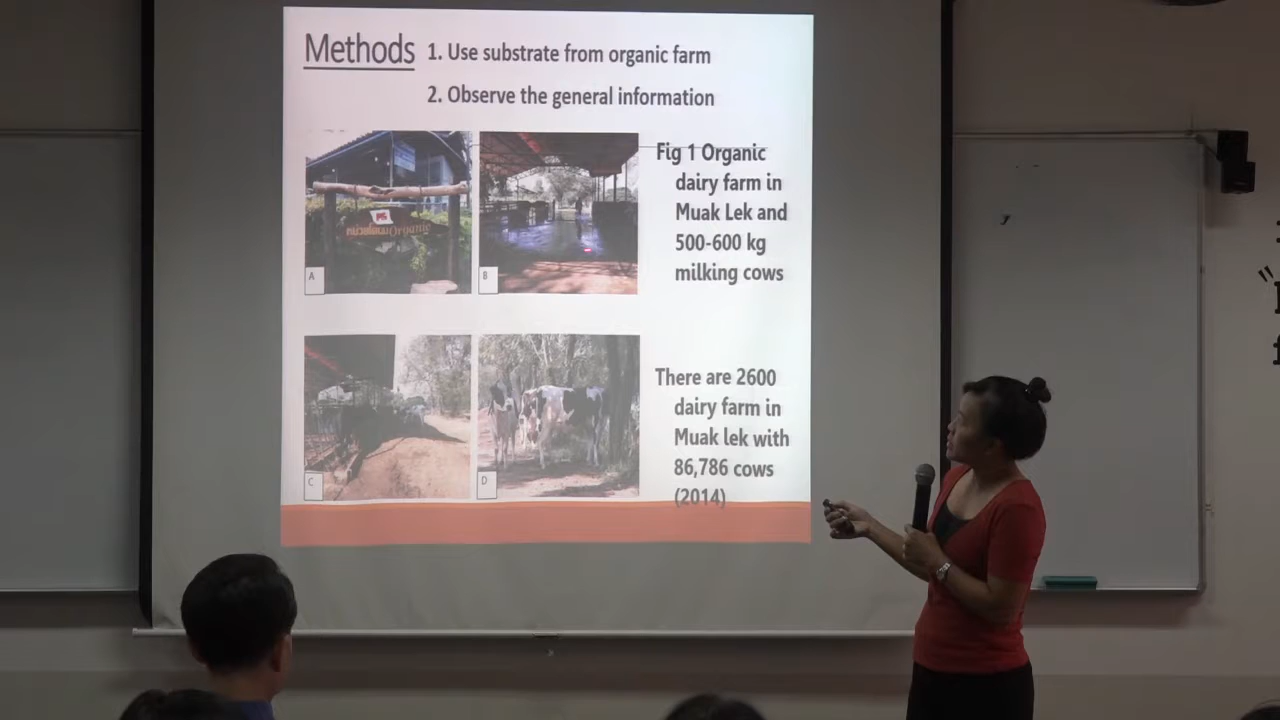 Methods 1. Use substrate from organic farm
2. Observe the general information
Organic
A
B
Fig 1 Organic
dairy farm in
Muak Lek and
500-600 kg
milking cows
C
D
There are 2600
dairy farm in
Muak lek with
86,786 cows
(2014)